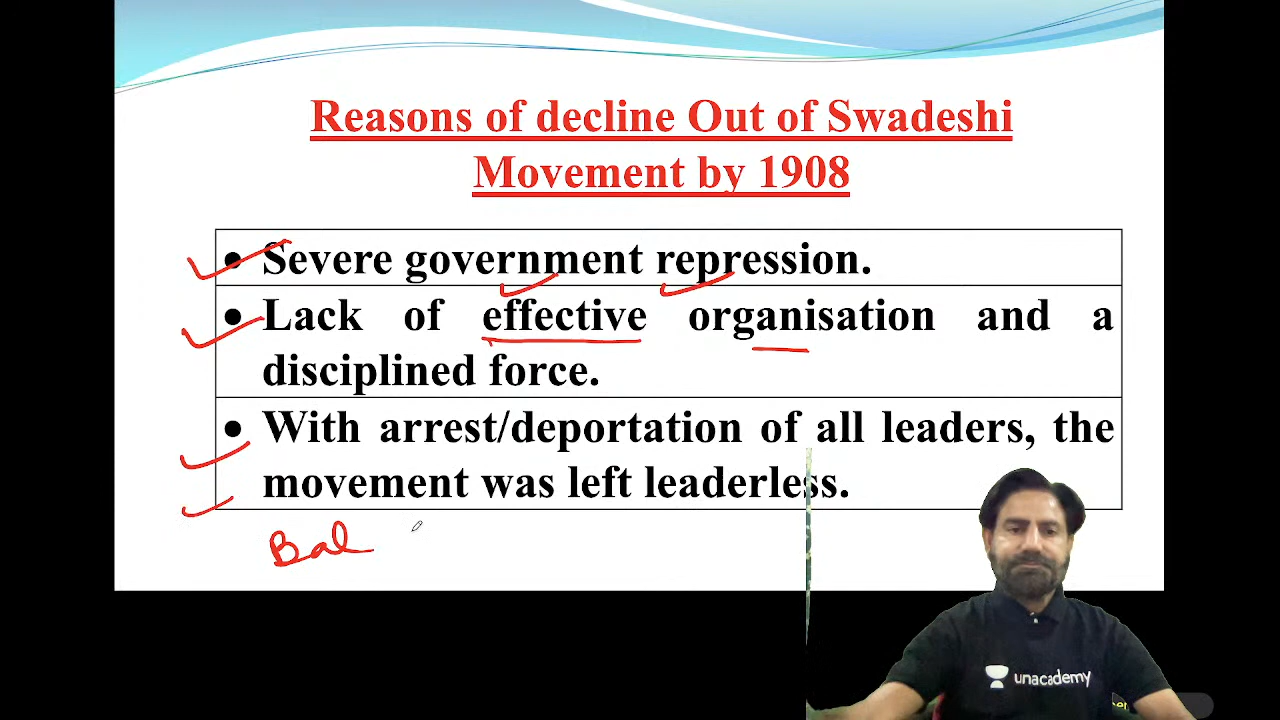 Reasons of decline Out of Swadeshi
Movement by 1908
• Severe government repression.
• Lack of effective organisation and a
disciplined force.
• With arrest/deportation of all leaders, the
movement was left leaderless.
Bal
unacademy